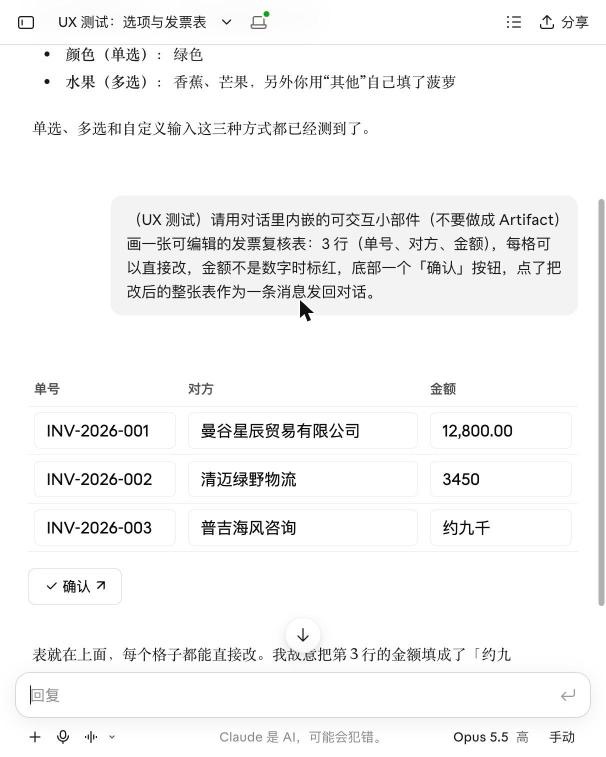 UX 测试：选项与发票表
分享
• 颜色（单选）： 绿色
• 水果（多选）： 香蕉、芒果，另外你用“其他”自己填了菠萝
单选、多选和自定义输入这三种方式都已经测到了。
（UX 测试）请用对话里内嵌的可交互小部件（不要做成 Artifact）
画一张可编辑的发票复核表：3 行（单号、对方、金额），每格可
以直接改，金额不是数字时标红，底部一个「确认」按钮，点了把
改后的整张表作为一条消息发回对话。
单号 对方 金额
INV-2026-001 曼谷星辰贸易有限公司 12,800.00
INV-2026-002 清迈绿野物流 3450
INV-2026-003 普吉海风咨询 约九千
确认
表就在上面，每个格子都能直接改。我故意把第 3 行的金额填成了「约九
回复
Claude 是 AI，可能会犯错。 Opus 5.5 高 手动